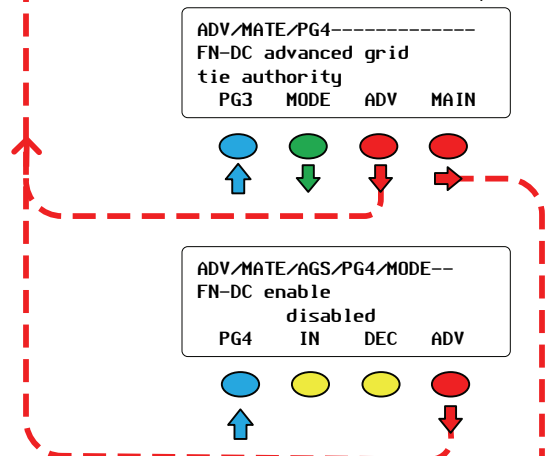 ADV/MATE/PG4-------------
FN-DC advanced grid
tie authority
PG3 MODE ADV MAIN
ADV/MATE/AGS/PG4/MODE--
FN-DC enable
disabled
PG4 IN DEC ADV